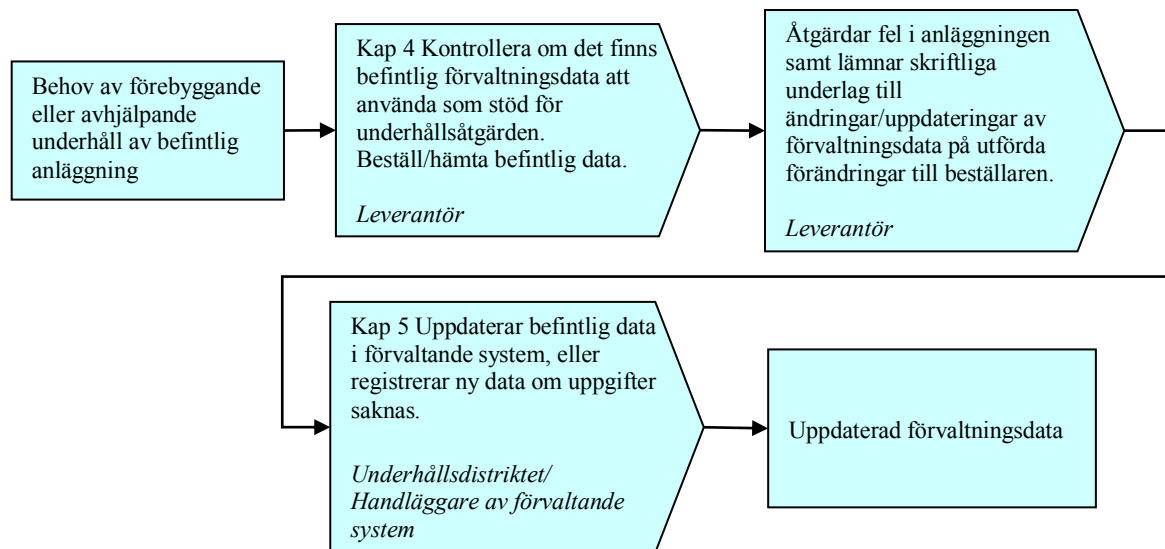 Behov av förebyggande
eller avhjälpande
underhåll av befintlig
anläggning
Kap 4 Kontrollera om det finns
befintlig förvaltningsdata att
använda som stöd för
underhållsåtgärden.
Beställ/hämta befintlig data.
Leverantör
Åtgärdar fel i anläggningen
samt lämnar skriftliga
underlag till
ändringar/uppdateringar av
förvaltningsdata på utförda
förändringar till beställaren.
Leverantör
Kap 5 Uppdaterar befintlig data
i förvaltande system, eller
registrerar ny data om uppgifter
saknas.
Underhållsdistriktet/
Handläggare av förvaltande
system
Uppdaterad förvaltningsdata